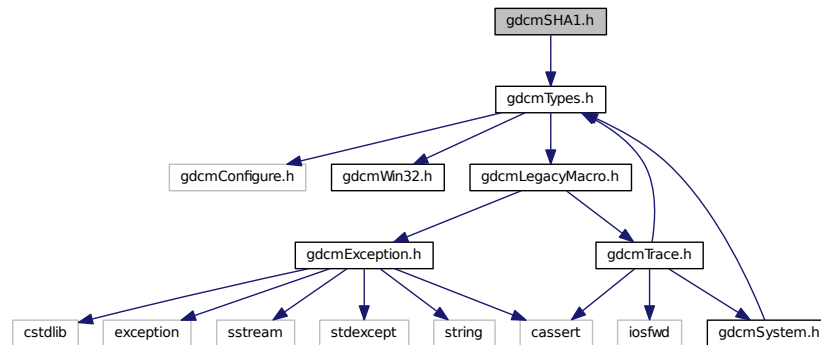 gdcmSHA1.h
gdcmTypes.h
gdcmConfigure.h
gdcmWin32.h
gdcmLegacyMacro.h
gdcmException.h
gdcmTrace.h
cstdlib
exception
sstream
stdexcept
string
cassert
iosfwd
gdcmSystem.h